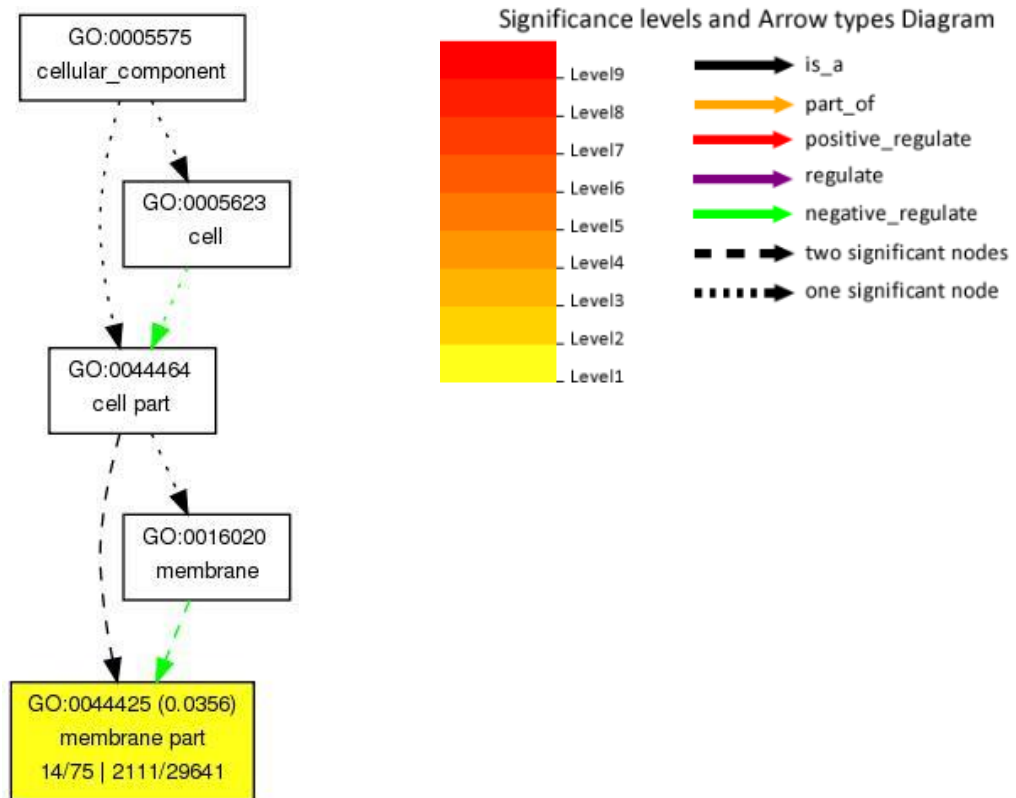 GO:0005575
cellular_component
GO:0005623
cell
GO:0044464
cell part
GO:0016020
membrane
GO:0044425 (0.0356)
membrane part
14/75 | 2111/29641
Significance levels and Arrow types Diagram
Level9
Level8
Level7
Level6
Level5
Level4
Level3
Level2
Level1
is_a
part_of
positive_regulate
regulate
negative_regulate
two significant nodes
one significant node